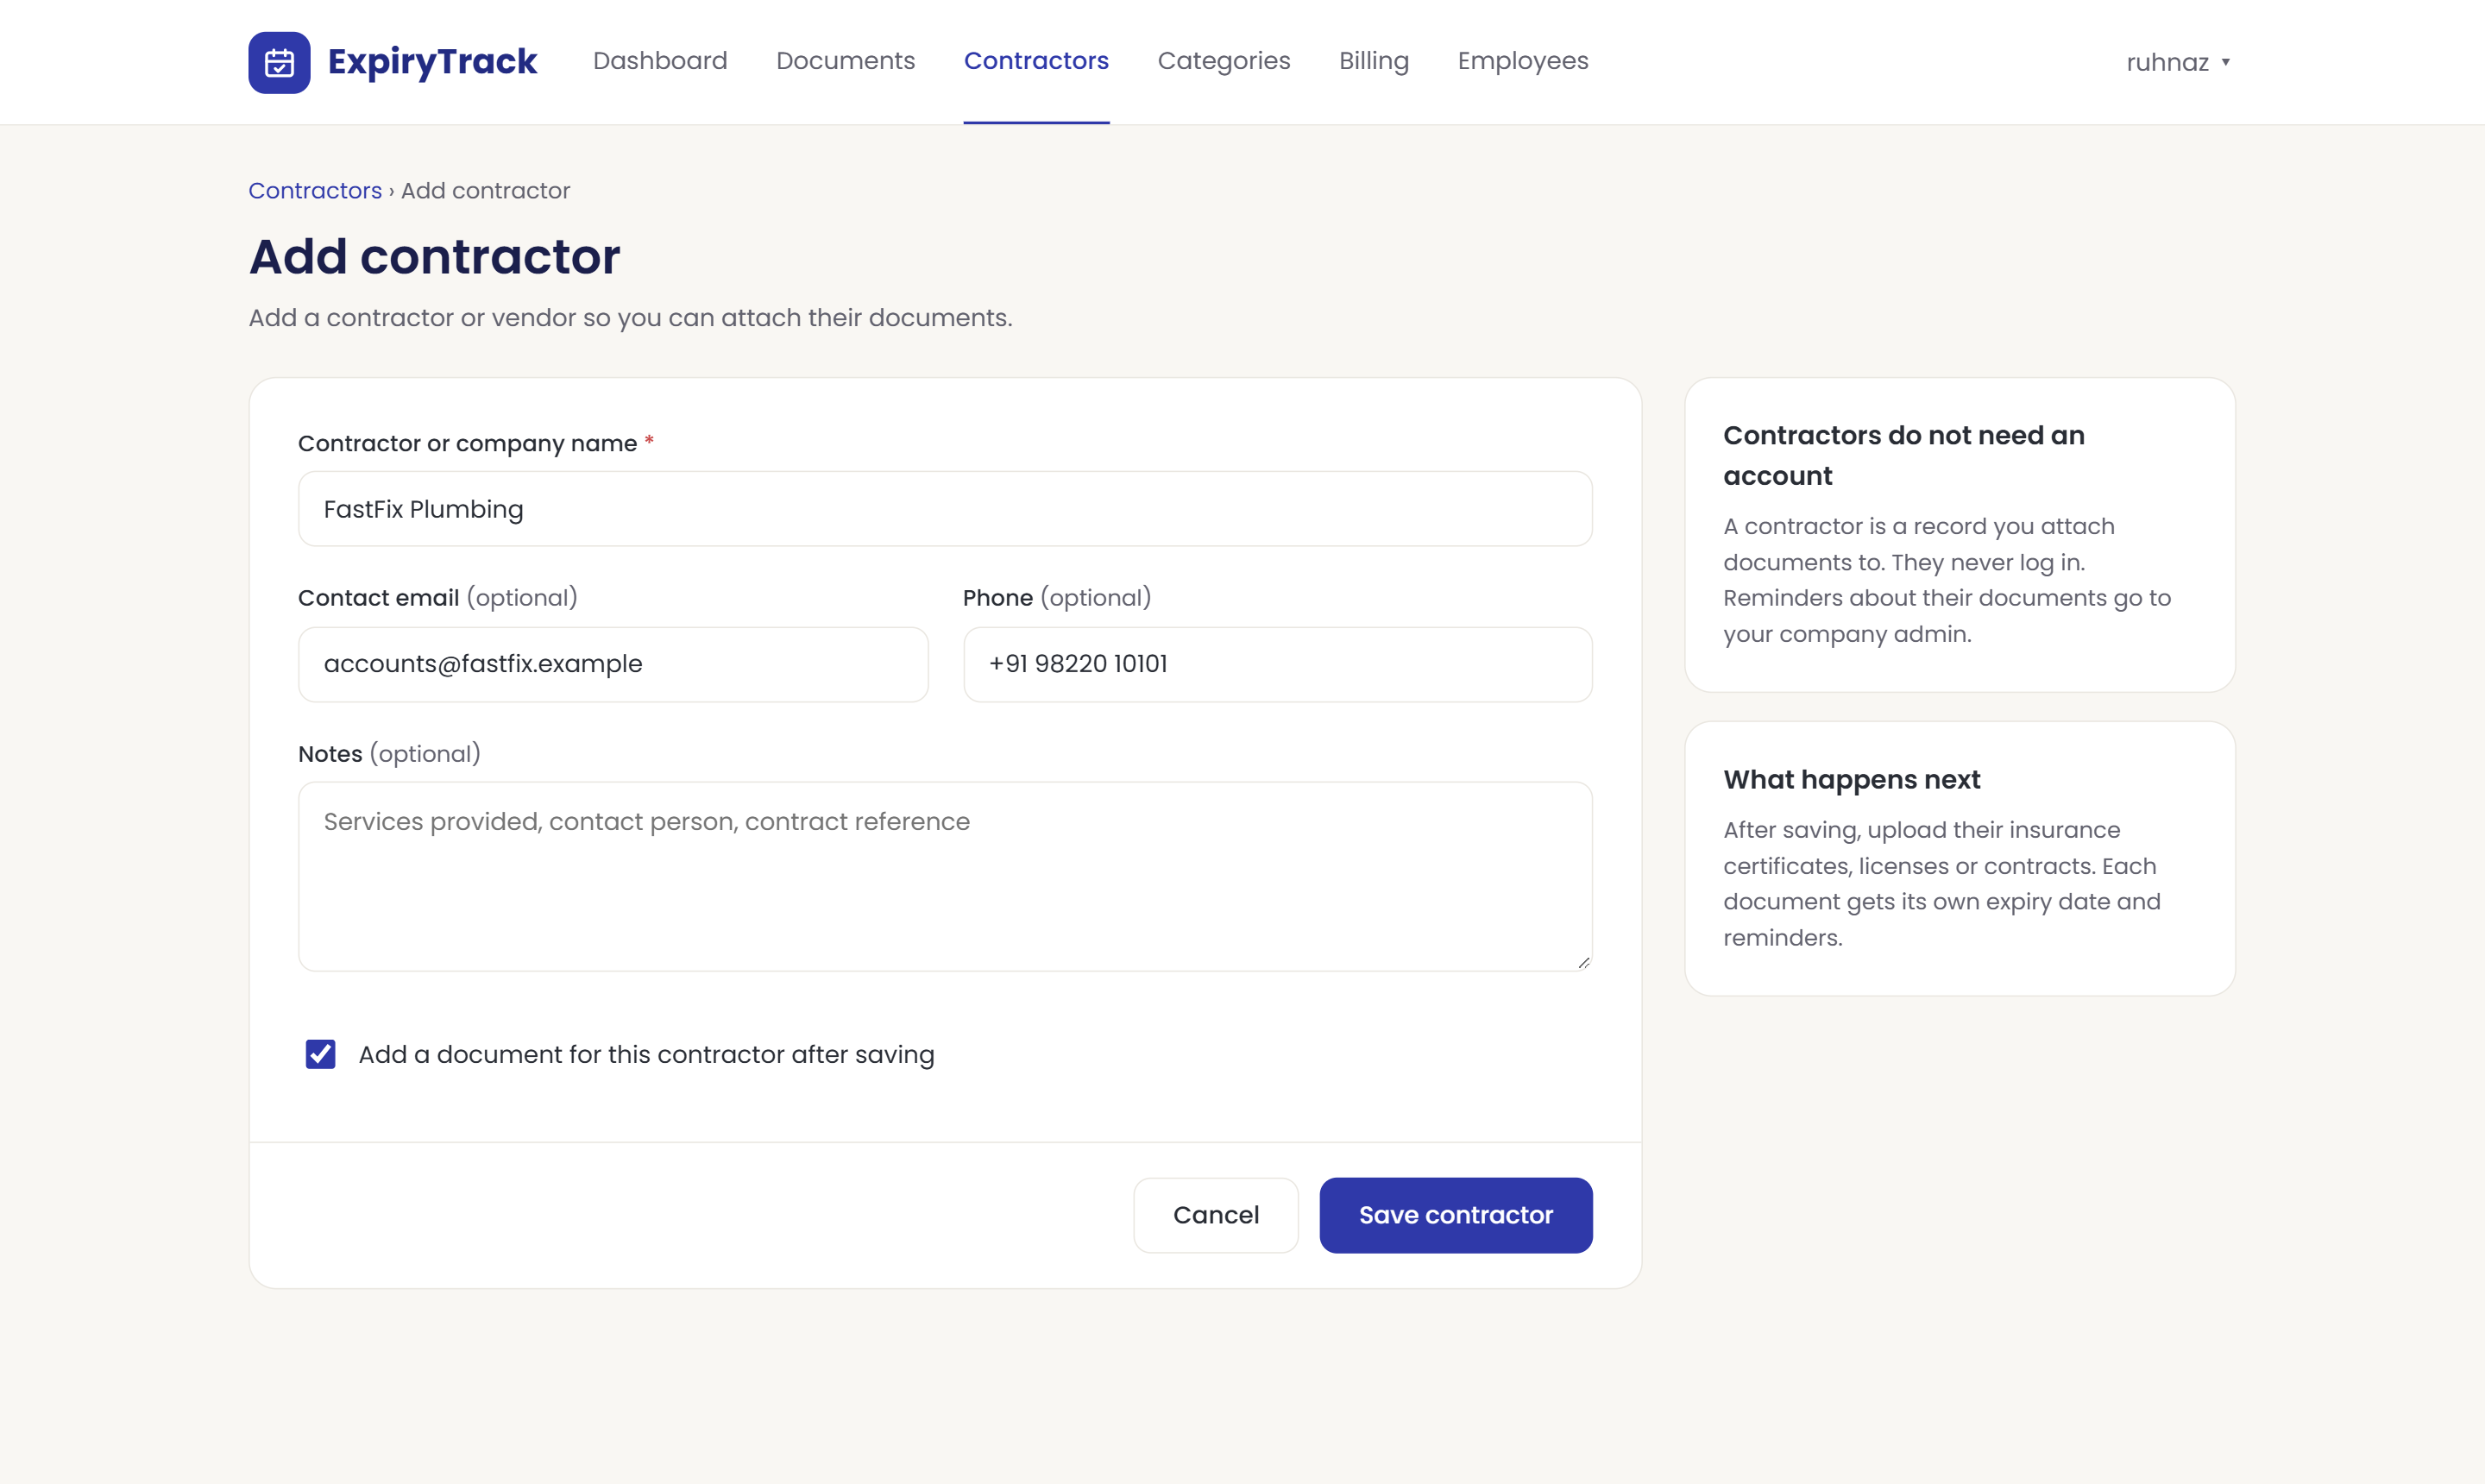 ExpiryTrack Dashboard Documents Contractors Categories Billing Employees ruhnaz ▾
Contractors › Add contractor
Add contractor
Add a contractor or vendor so you can attach their documents.
Contractor or company name *
FastFix Plumbing
Contact email (optional)
accounts@fastfix.example
Phone (optional)
+91 98220 10101
Notes (optional)
Services provided, contact person, contract reference
Add a document for this contractor after saving
Cancel
Save contractor
Contractors do not need an
account
A contractor is a record you attach
documents to. They never log in.
Reminders about their documents go to
your company admin.
What happens next
After saving, upload their insurance
certificates, licenses or contracts. Each
document gets its own expiry date and
reminders.